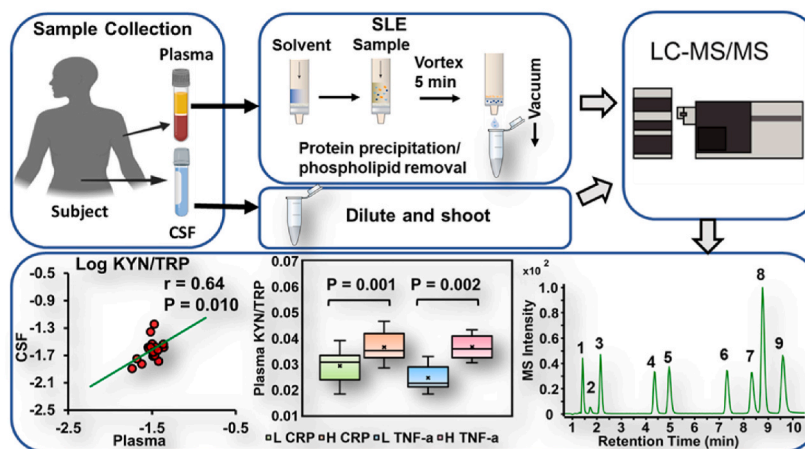 Sample Collection
Plasma
Subject
CSF
SLE
Solvent
Sample
Vortex
5 min
Vacuum
Protein precipitation/
phospholipid removal
Dilute and shoot
LC-MS/MS
Log KYN/TRP
r = 0.64
P = 0.010
CSF
-0.5
-0.9
-1.3
-1.7
-2.1
-2.5
-2.5
-1.5
-0.5
Plasma
Plasma KYN/TRP
0.07
0.06
0.05
0.04
0.03
0.02
0.01
P = 0.001
P = 0.002
L CRP H CRP L TNF-a H TNF-a
x10 2
MS Intensity
1.0
0.8
0.6
0.4
0.2
0.0
1 2 3 4 5 6 7 8 9
1 2 3 4 5 6 7 8 9 10
Retention Time (min)